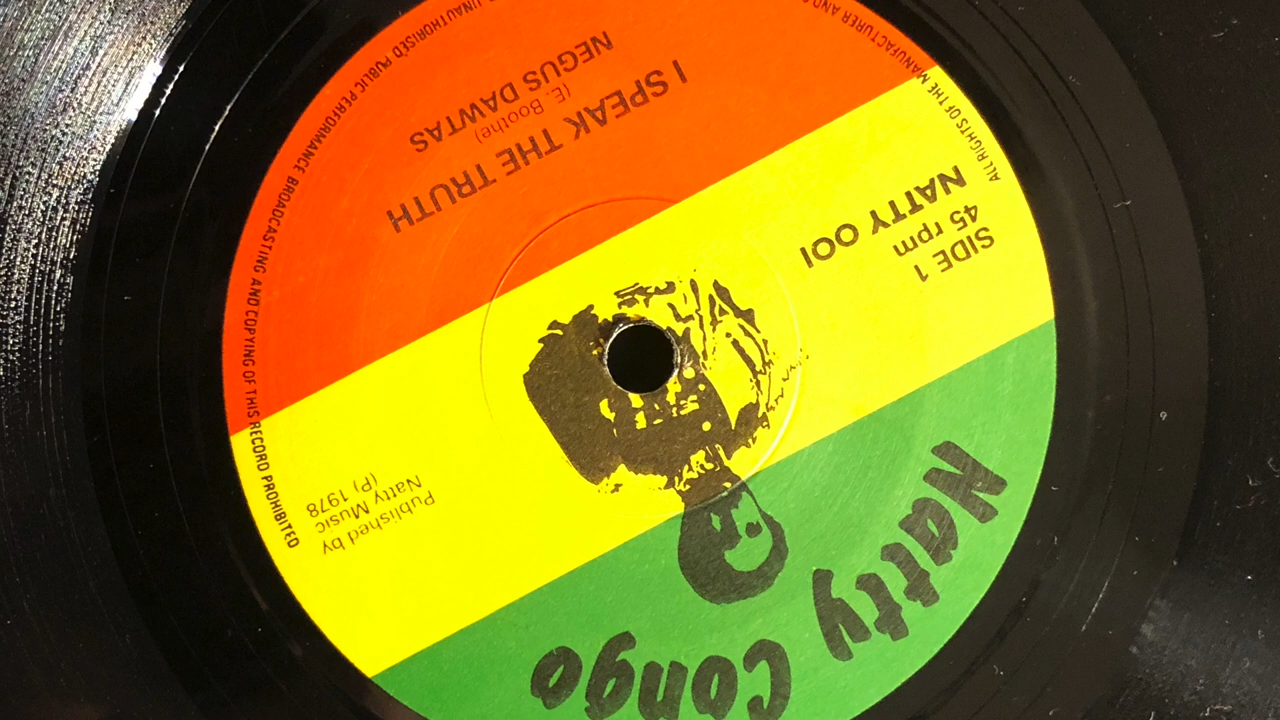 Natty Congo
SIDE 1
45 rpm
NATTY OOI
Published by
Natty Music
(P) 1978
I SPEAK THE TRUTH
(E. Boothe)
NEGUS DAWTAS
ALL RIGHTS OF THE MANUFACTURER AND
UNAUTHORISED PUBLIC PERFORMANCE BROADCASTING AND COPYING OF THIS RECORD PROHIBITED